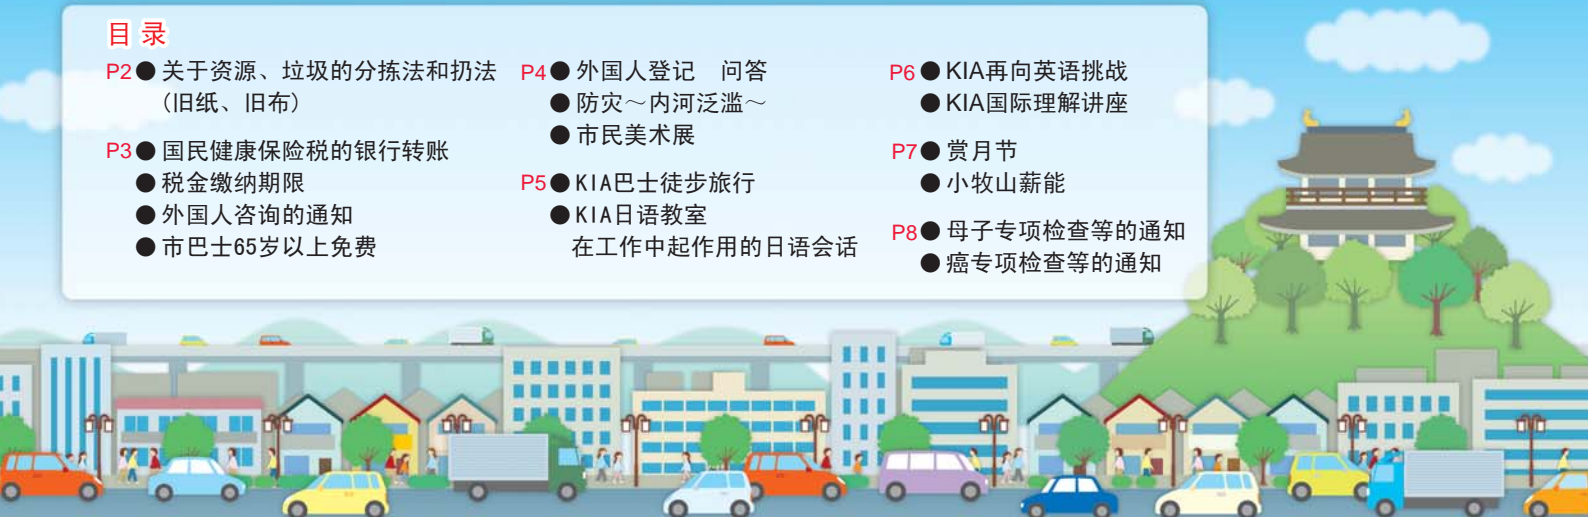 目 录
P2● 关于资源、垃圾的分拣法和扔法
(旧纸、旧布)
P3● 国民健康保险税的银行转账
● 税金缴纳期限
● 外国人咨询的通知
● 市巴士65岁以上免费
P4● 外国人登记　问答
● 防灾～内河泛滥～
● 市民美术展
P5● KIA巴士徒步旅行
● KIA日语教室
在工作中起作用的日语会话
P6● KIA再向英语挑战
● KIA国际理解讲座
P7● 赏月节
● 小牧山薪能
P8● 母子专项检查等的通知
● 癌专项检查等的通知